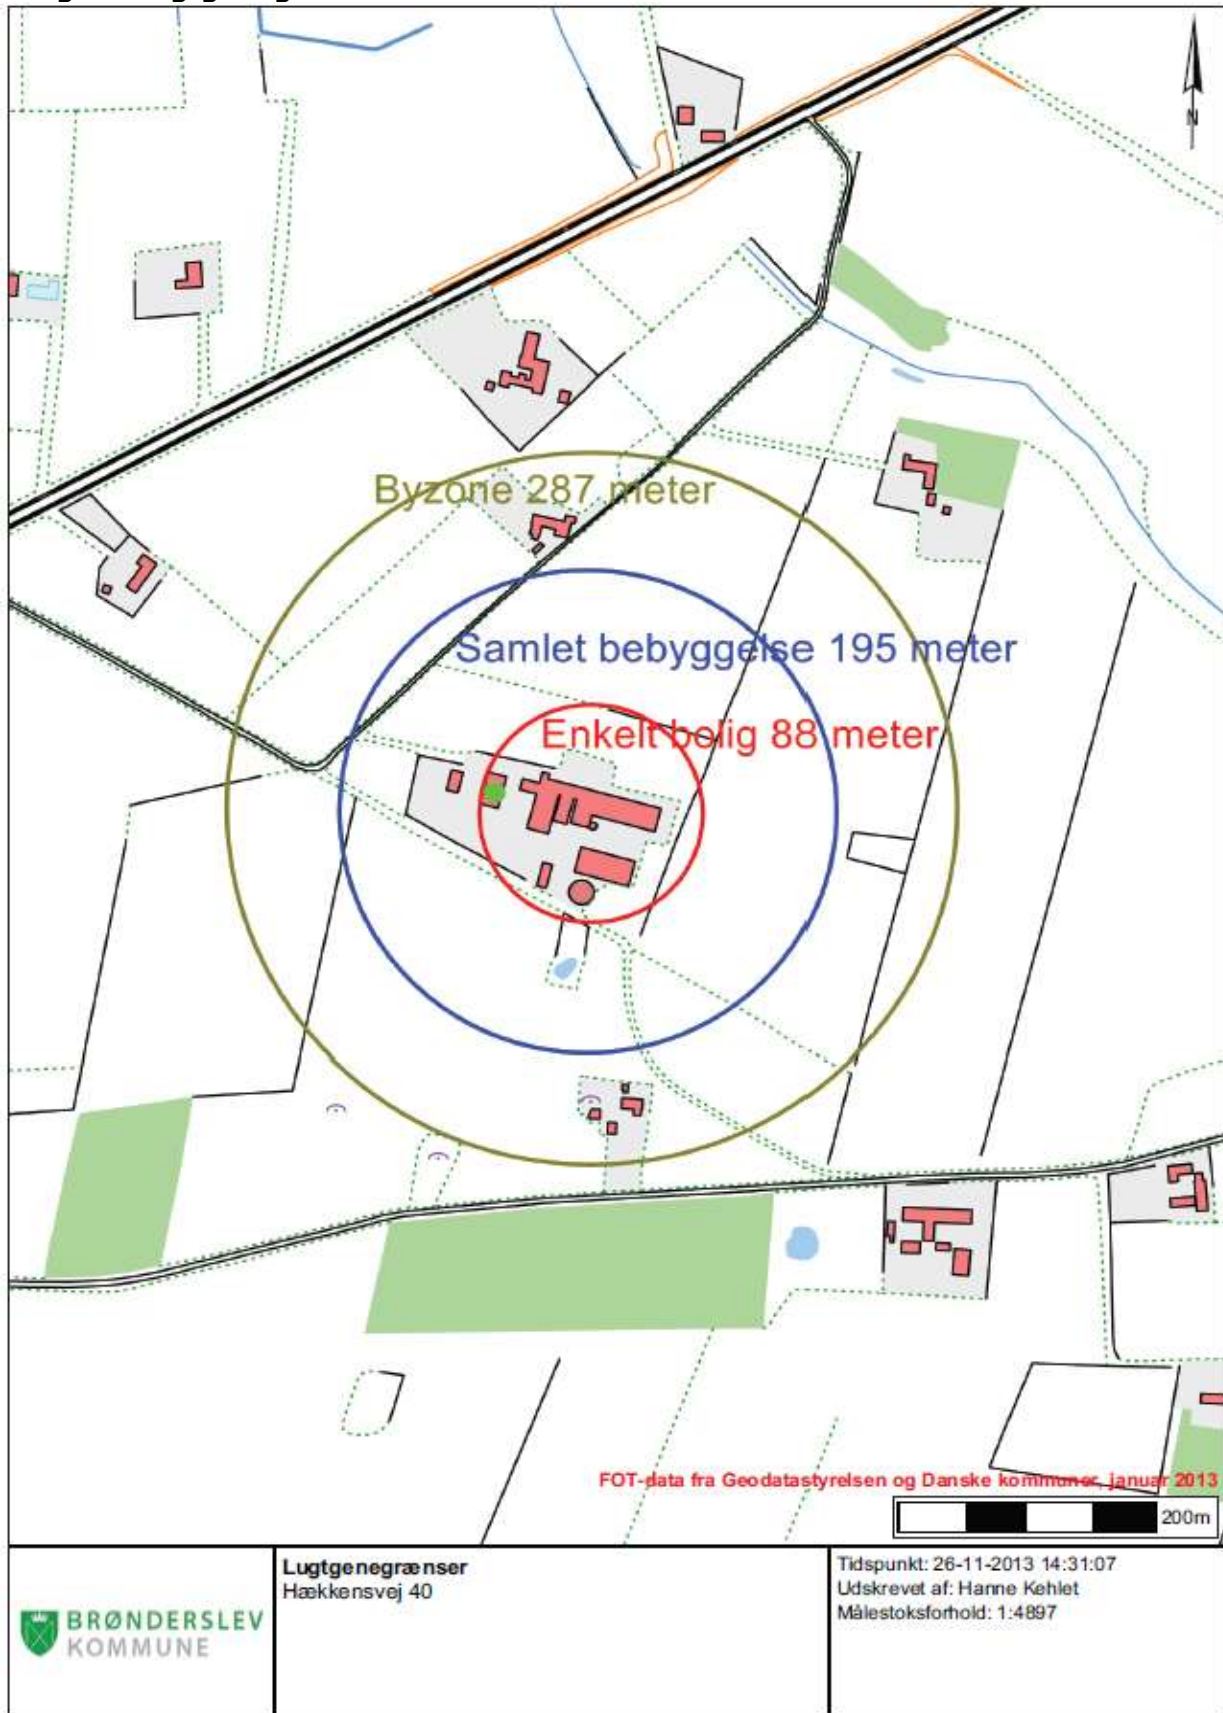 N
Byzone 287 meter
Samlet bebyggelse 195 meter
Enkelt bolig 88 meter
FOT-data fra Geodatastyrelsen og Danske kommuner, januar 2013
200m
BRØNDERSLEV
KOMMUNE
Lugtgenegrænser
Hækkensvej 40
Tidspunkt: 26-11-2013 14:31:07
Udskrevet af: Hanne Kehlet
Målestoksforhold: 1:4897